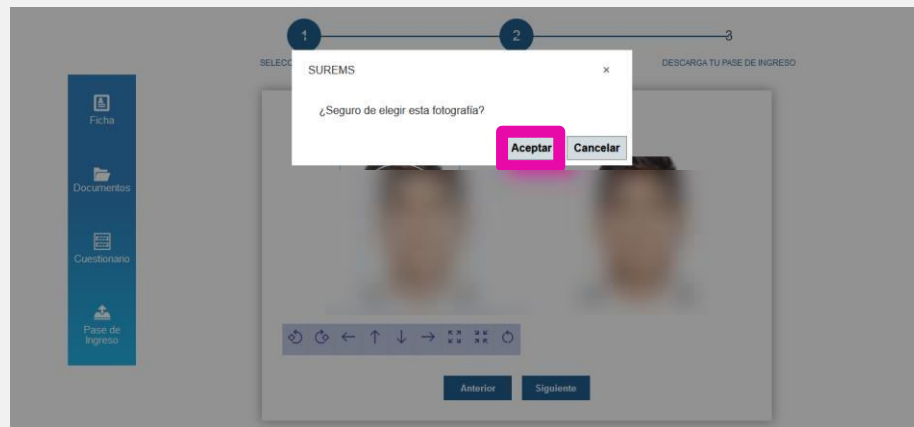 1
2
3
SELECC
DESCARGA TU PASE DE INGRESO
SUREMS
×
¿Seguro de elegir esta fotografía?
Aceptar
Cancelar
Ficha
Documentos
Cuestionario
Pase de
Ingreso
Anterior
Siguiente